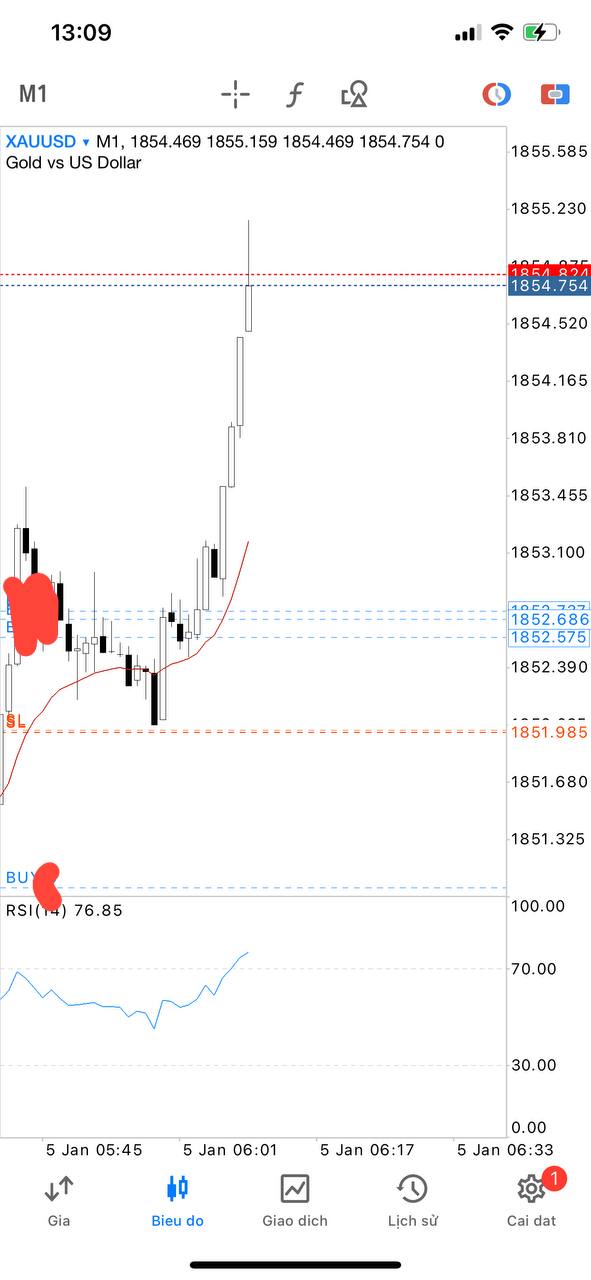 13:09
M1
XAUUSD ▾ M1, 1854.469 1855.159 1854.469 1854.754 0
Gold vs US Dollar
1855.585
1855.230
1854.824
1854.754
1854.520
1854.165
1853.810
1853.455
1853.100
1852.686
1852.575
1852.390
SL
1851.985
1851.680
1851.325
BUY
RSI(14) 76.85
100.00
70.00
30.00
0.00
5 Jan 05:45
5 Jan 06:01
5 Jan 06:17
5 Jan 06:33
1
Gia
Bieu do
Giao dich
Lịch sử
Cai dat